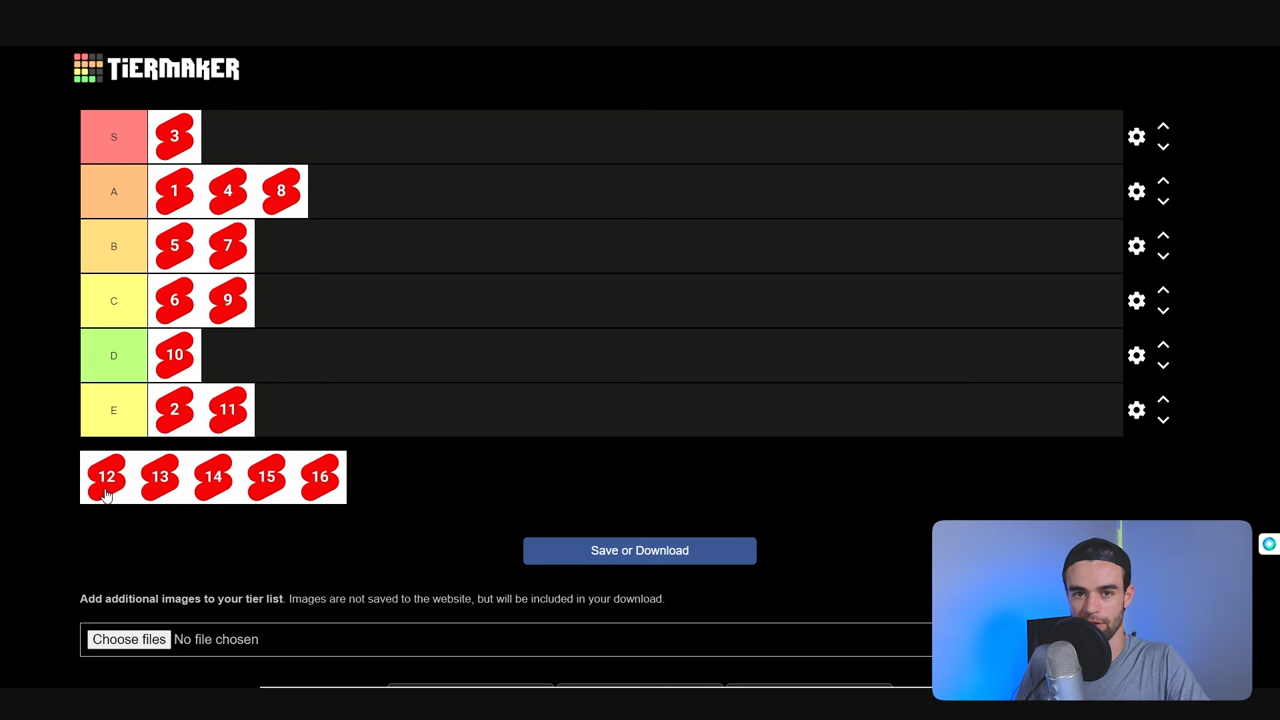 TiERMAKER
S 3
A 1 4 8
B 5 7
C 6 9
D 10
E 2 11
12 13 14 15 16
Save or Download
Add additional images to your tier list. Images are not saved to the website, but will be included in your download.
Choose files No file chosen